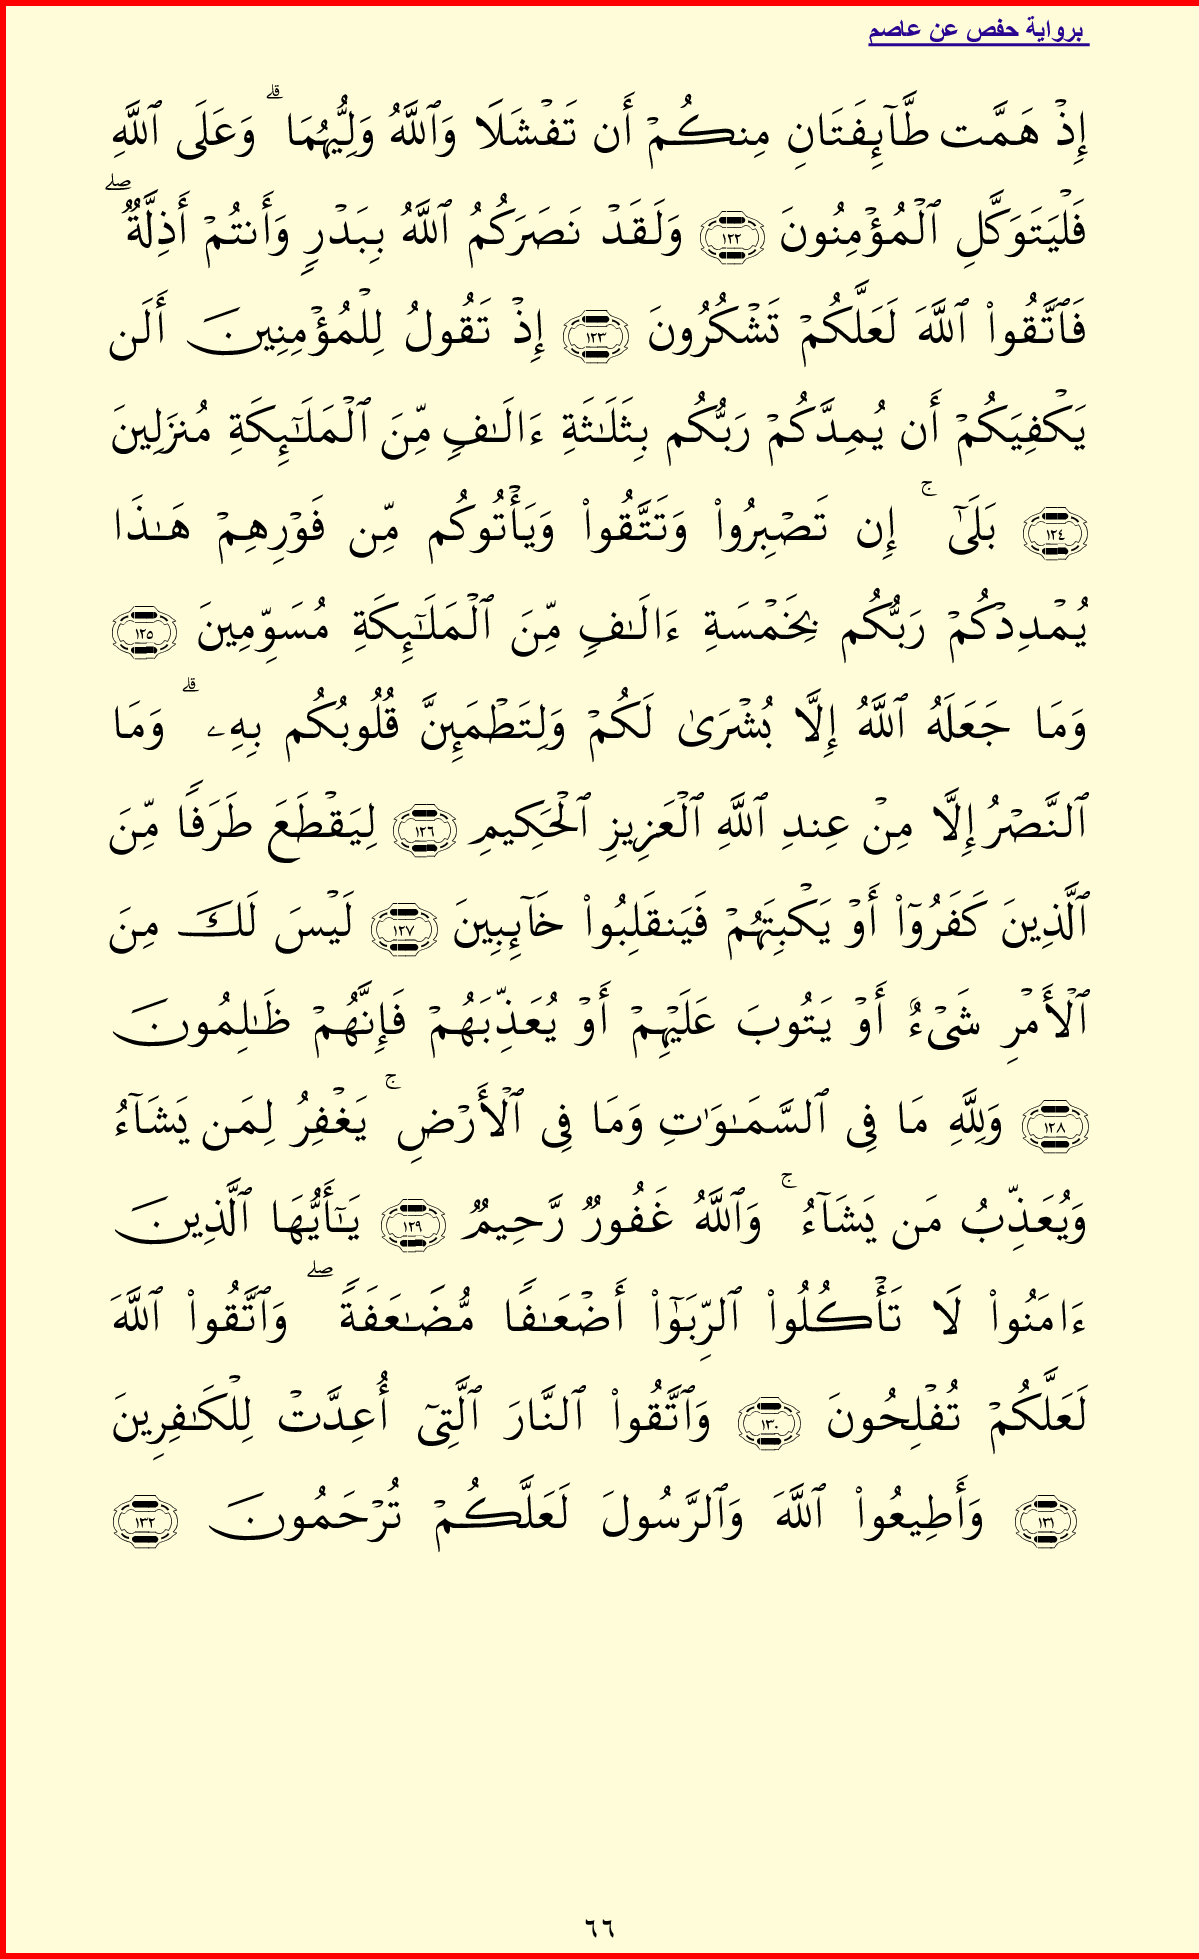 برواية حفص عن عاصم
إِذْ هَمَّت طَّآئِفَتَانِ مِنكُمْ أَن تَفْشَلَا وَٱللَّهُ وَلِيُّهُمَا ۗ وَعَلَى ٱللَّهِ
فَلْيَتَوَكَّلِ ٱلْمُؤْمِنُونَ ١٢٢ وَلَقَدْ نَصَرَكُمُ ٱللَّهُ بِبَدْرٍ وَأَنتُمْ أَذِلَّةٌ ۖ
فَٱتَّقُوا۟ ٱللَّهَ لَعَلَّكُمْ تَشْكُرُونَ ١٢٣ إِذْ تَقُولُ لِلْمُؤْمِنِينَ أَلَن
يَكْفِيَكُمْ أَن يُمِدَّكُمْ رَبُّكُم بِثَلَـٰثَةِ ءَالَـٰفٍ مِّنَ ٱلْمَلَـٰٓئِكَةِ مُنزَلِينَ
١٢٤ بَلَىٰٓ ۚ إِن تَصْبِرُوا۟ وَتَتَّقُوا۟ وَيَأْتُوكُم مِّن فَوْرِهِمْ هَـٰذَا
يُمْدِدْكُمْ رَبُّكُم بِخَمْسَةِ ءَالَـٰفٍ مِّنَ ٱلْمَلَـٰٓئِكَةِ مُسَوِّمِينَ ١٢٥
وَمَا جَعَلَهُ ٱللَّهُ إِلَّا بُشْرَىٰ لَكُمْ وَلِتَطْمَئِنَّ قُلُوبُكُم بِهِۦ ۗ وَمَا
ٱلنَّصْرُ إِلَّا مِنْ عِندِ ٱللَّهِ ٱلْعَزِيزِ ٱلْحَكِيمِ ١٢٦ لِيَقْطَعَ طَرَفًا مِّنَ
ٱلَّذِينَ كَفَرُوٓا۟ أَوْ يَكْبِتَهُمْ فَيَنقَلِبُوا۟ خَآئِبِينَ ١٢٧ لَيْسَ لَكَ مِنَ
ٱلْأَمْرِ شَىْءٌ أَوْ يَتُوبَ عَلَيْهِمْ أَوْ يُعَذِّبَهُمْ فَإِنَّهُمْ ظَـٰلِمُونَ
١٢٨ وَلِلَّهِ مَا فِى ٱلسَّمَـٰوَٰتِ وَمَا فِى ٱلْأَرْضِ ۚ يَغْفِرُ لِمَن يَشَآءُ
وَيُعَذِّبُ مَن يَشَآءُ ۚ وَٱللَّهُ غَفُورٌ رَّحِيمٌ ١٢٩ يَـٰٓأَيُّهَا ٱلَّذِينَ
ءَامَنُوا۟ لَا تَأْكُلُوا۟ ٱلرِّبَوٰٓا۟ أَضْعَـٰفًا مُّضَـٰعَفَةً ۖ وَٱتَّقُوا۟ ٱللَّهَ
لَعَلَّكُمْ تُفْلِحُونَ ١٣٠ وَٱتَّقُوا۟ ٱلنَّارَ ٱلَّتِىٓ أُعِدَّتْ لِلْكَـٰفِرِينَ
١٣١ وَأَطِيعُوا۟ ٱللَّهَ وَٱلرَّسُولَ لَعَلَّكُمْ تُرْحَمُونَ ١٣٢
٦٦